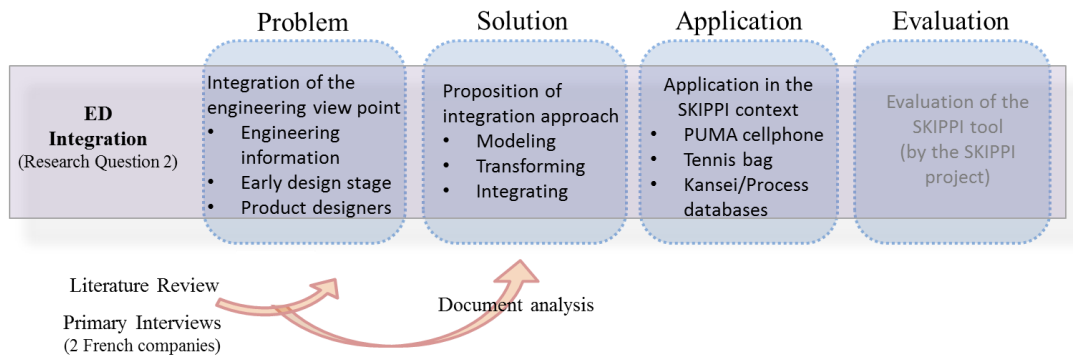 Problem
Solution
Application
Evaluation
ED
Integration
(Research Question 2)
Integration of the
engineering view point
• Engineering
information
• Early design stage
• Product designers
Proposition of
integration approach
• Modeling
• Transforming
• Integrating
Application in the
SKIPPI context
• PUMA cellphone
• Tennis bag
• Kansei/Process
databases
Evaluation of the
SKIPPI tool
(by the SKIPPI
project)
Literature Review
Primary Interviews
(2 French companies)
Document analysis